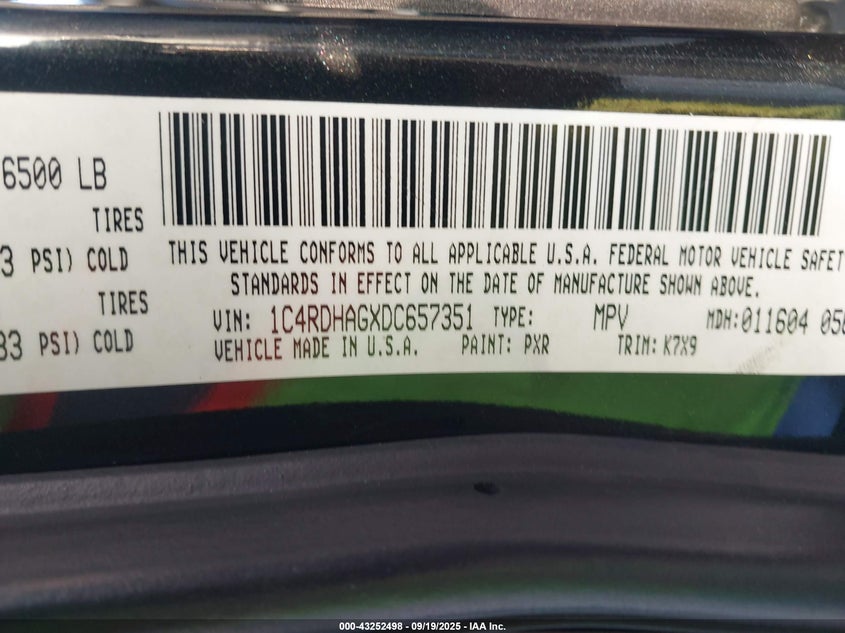 6500 LB
TIRES
3 PSI) COLD
TIRES
33 PSI) COLD
THIS VEHICLE CONFORMS TO ALL APPLICABLE U.S.A. FEDERAL MOTOR VEHICLE SAFETY
STANDARDS IN EFFECT ON THE DATE OF MANUFACTURE SHOWN ABOVE.
VIN: 1C4RDHAGXDC657351 TYPE: MPV MDH:011604 05
VEHICLE MADE IN U.S.A. PAINT: PXR TRIM: K7X9
000-43252498 - 09/19/2025 - IAA Inc.